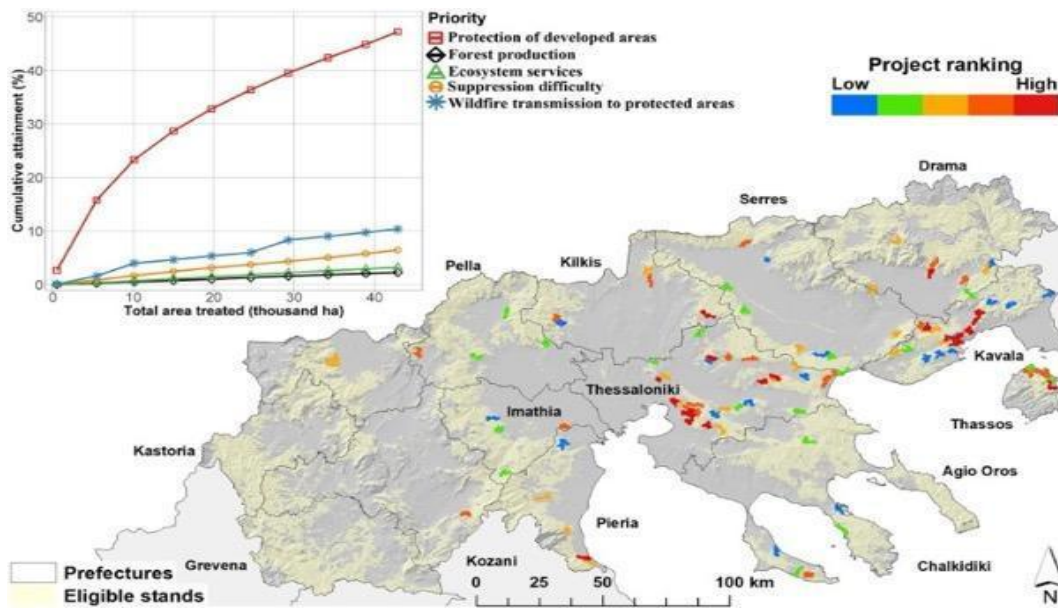 50
40
30
20
10
0
Cumulative attainment (%)
0
10
20
30
40
Total area treated (thousand ha)
Priority
Protection of developed areas
Forest production
Ecosystem services
Suppression difficulty
Wildfire transmission to protected areas
Project ranking
Low High
Drama
Serres
Kilkis
Pella
Kavala
Thessaloniki
Imathia
Thassos
Kastoria
Agio Oros
Pieria
Kozani
Chalkidiki
Grevena
Prefectures
Eligible stands
0 25 50 100 km
N